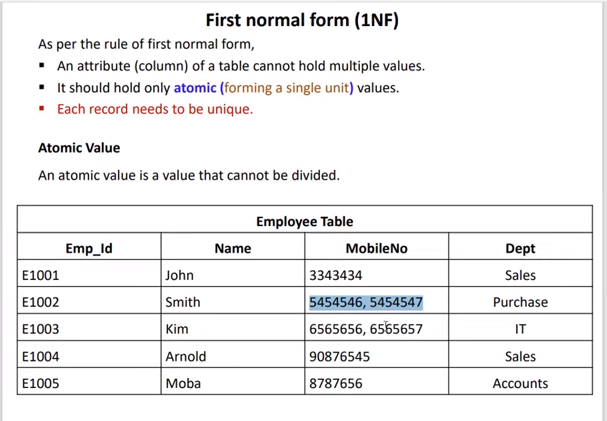 First normal form (1NF)
As per the rule of first normal form,
▪ An attribute (column) of a table cannot hold multiple values.
▪ It should hold only atomic (forming a single unit) values.
▪ Each record needs to be unique.
Atomic Value
An atomic value is a value that cannot be divided.
Employee Table
Emp_Id Name MobileNo Dept
E1001 John 3343434 Sales
E1002 Smith 5454546, 5454547 Purchase
E1003 Kim 6565656, 6565657 IT
E1004 Arnold 90876545 Sales
E1005 Moba 8787656 Accounts